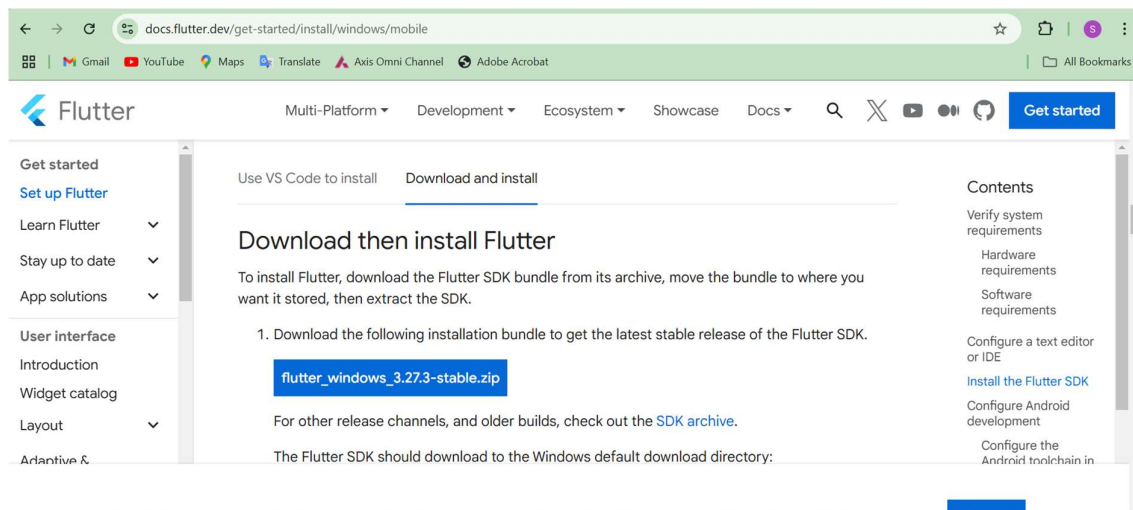 docs.flutter.dev/get-started/install/windows/mobile
S
Gmail YouTube Maps Translate Axis Omni Channel Adobe Acrobat All Bookmarks
Flutter Multi-Platform Development Ecosystem Showcase Docs Get started
Get started
Set up Flutter
Learn Flutter
Stay up to date
App solutions
User interface
Introduction
Widget catalog
Layout
Adaptive &
Use VS Code to install Download and install
Download then install Flutter
To install Flutter, download the Flutter SDK bundle from its archive, move the bundle to where you
want it stored, then extract the SDK.
1. Download the following installation bundle to get the latest stable release of the Flutter SDK.
flutter_windows_3.27.3-stable.zip
For other release channels, and older builds, check out the SDK archive.
The Flutter SDK should download to the Windows default download directory:
Contents
Verify system
requirements
Hardware
requirements
Software
requirements
Configure a text editor
or IDE
Install the Flutter SDK
Configure Android
development
Configure the
Android toolchain in